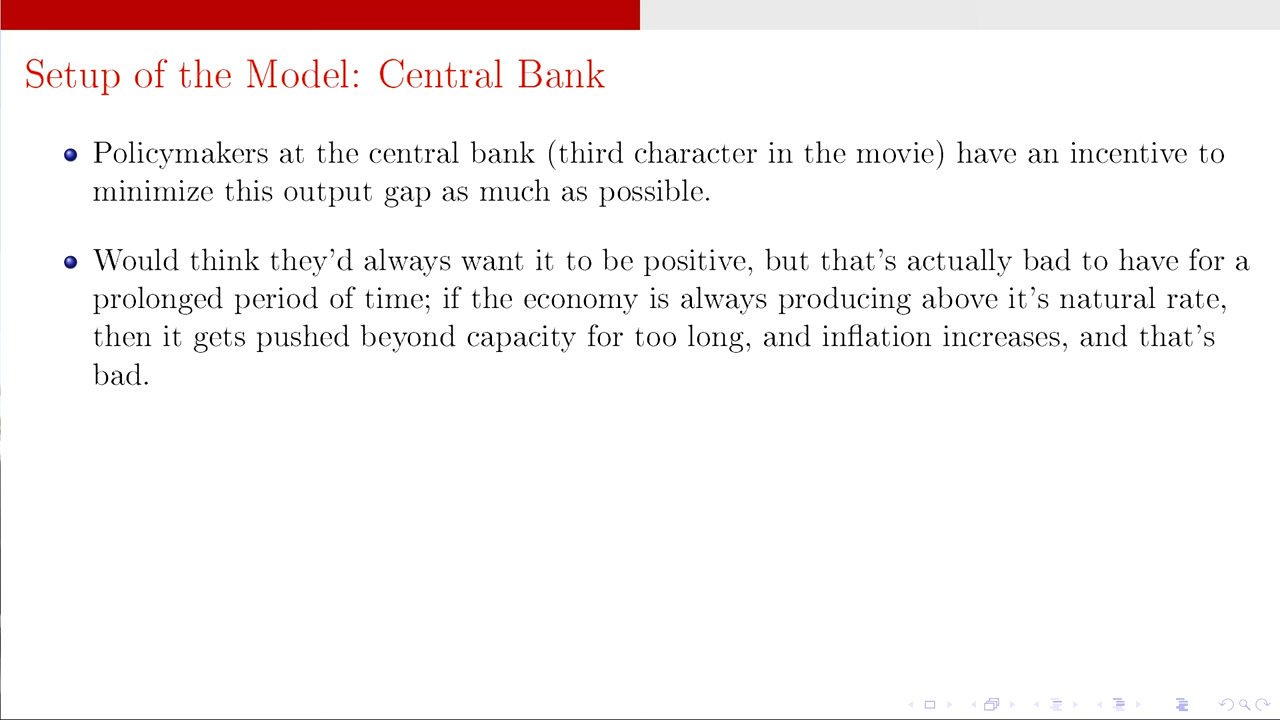 Setup of the Model: Central Bank
Policymakers at the central bank (third character in the movie) have an incentive to
minimize this output gap as much as possible.
Would think they'd always want it to be positive, but that's actually bad to have for a
prolonged period of time; if the economy is always producing above it's natural rate,
then it gets pushed beyond capacity for too long, and inflation increases, and that's
bad.